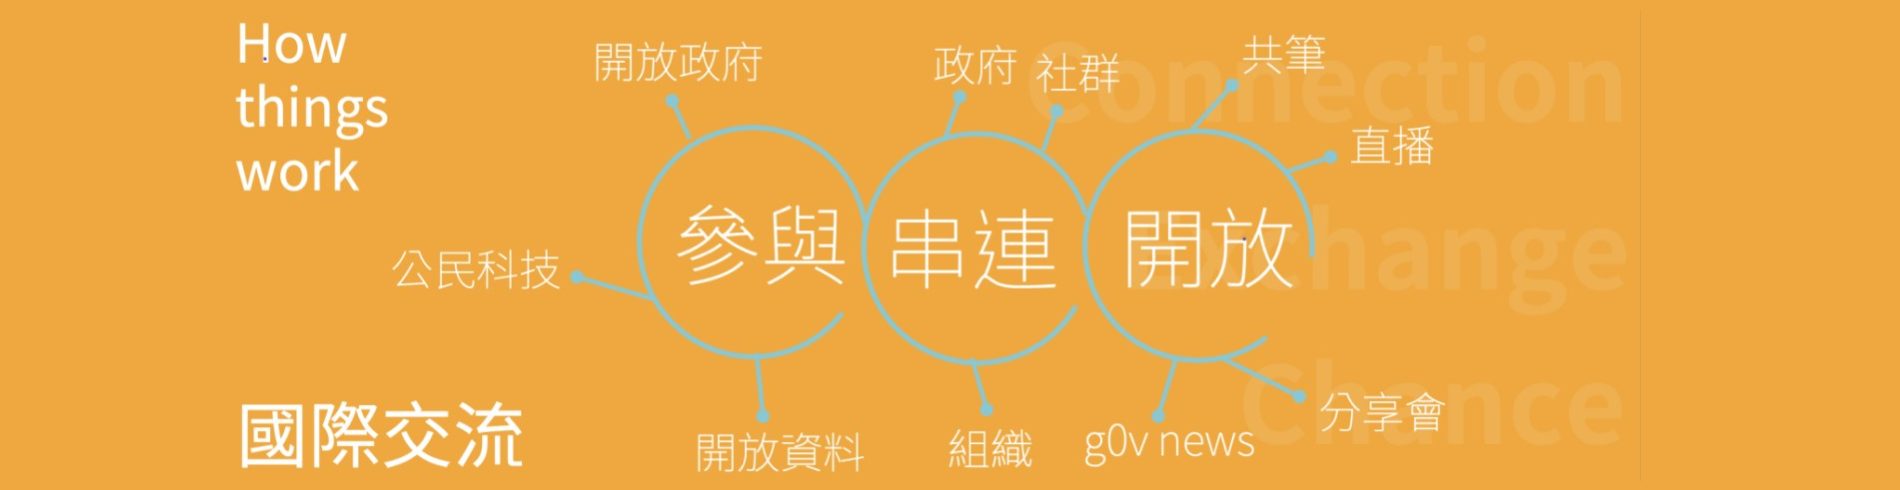 How
things
work
國際交流
開放政府
公民科技
參與
開放資料
政府
社群
串連
組織
共筆
直播
開放
g0v news
分享會
Connection
Exchange
Chance